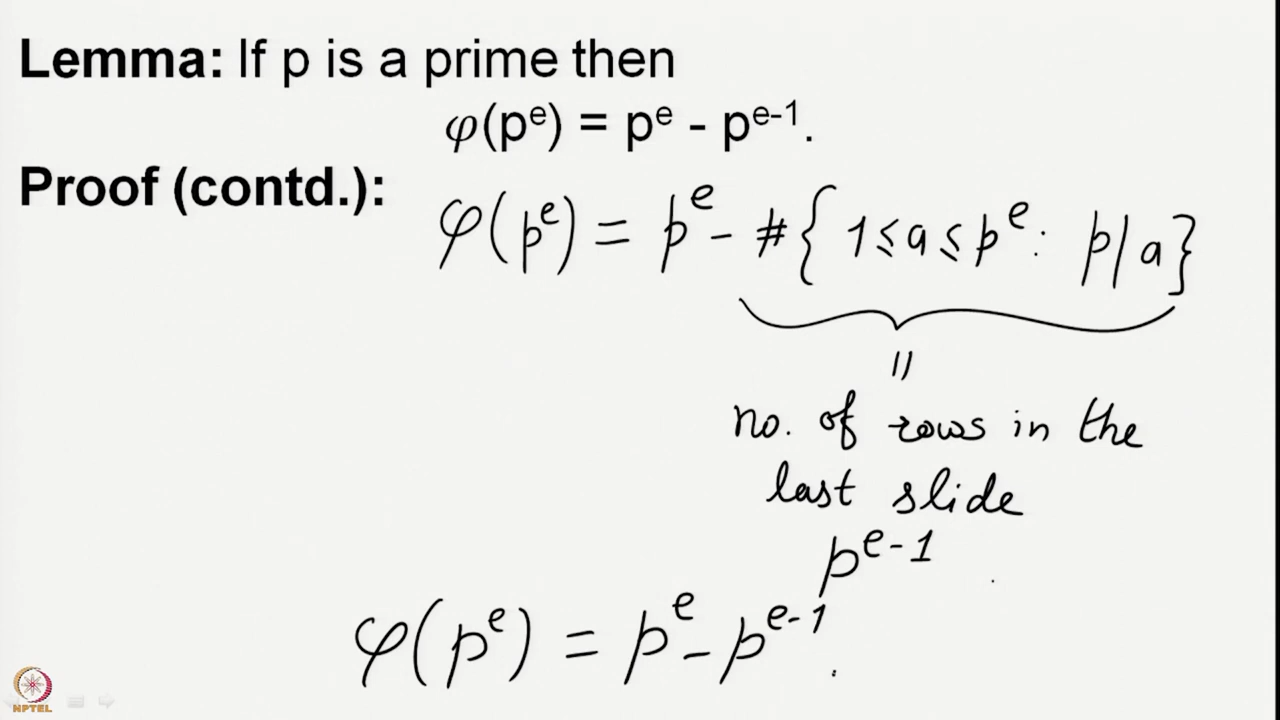 Lemma: If p is a prime then
φ(pᵉ) = pᵉ - pᵉ⁻¹.
Proof (contd.):
φ(pᵉ) = pᵉ - #{ 1≤a≤pᵉ : p|a}
||
no. of rows in the
last slide
pᵉ⁻¹
φ(pᵉ) = pᵉ - pᵉ⁻¹.
NPTEL